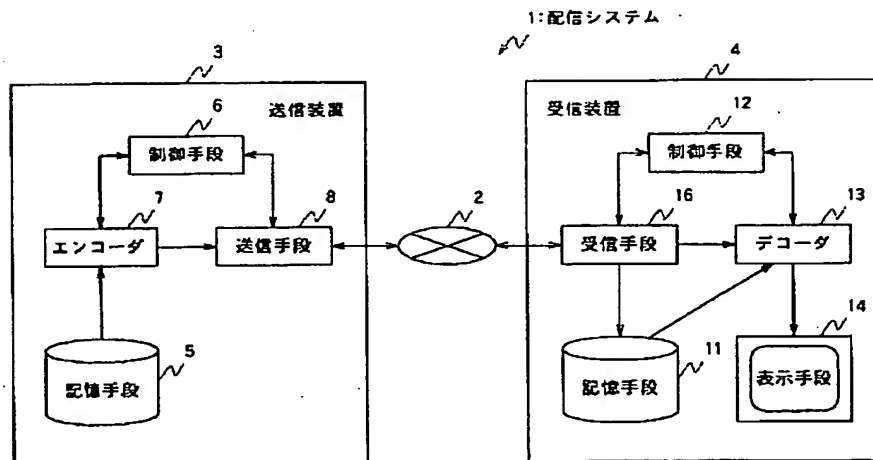 1:配信システム
3
送信装置
6
制御手段
7
エンコーダ
8
送信手段
5
記憶手段
2
4
受信装置
12
制御手段
16
受信手段
13
デコーダ
11
記憶手段
14
表示手段